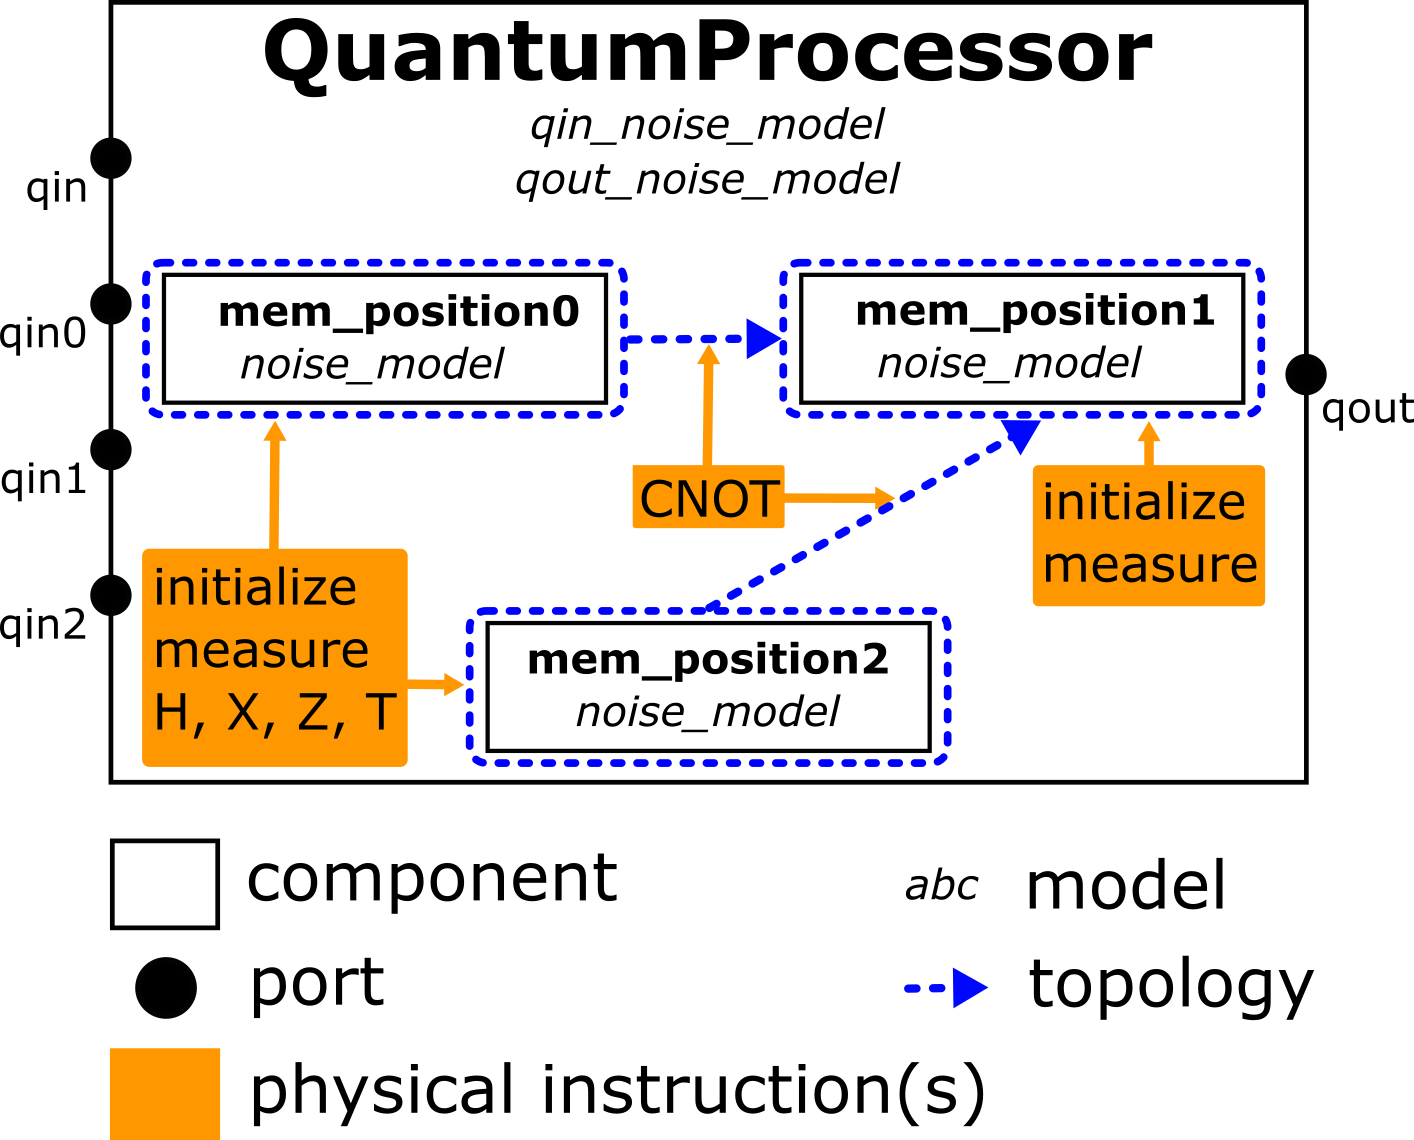 QuantumProcessor
qin_noise_model
qout_noise_model
qin
qin0
qin1
qin2
qout
mem_position0
noise_model
mem_position1
noise_model
CNOT
initialize
measure
initialize
measure
H, X, Z, T
mem_position2
noise_model
component
abc model
port
topology
physical instruction(s)